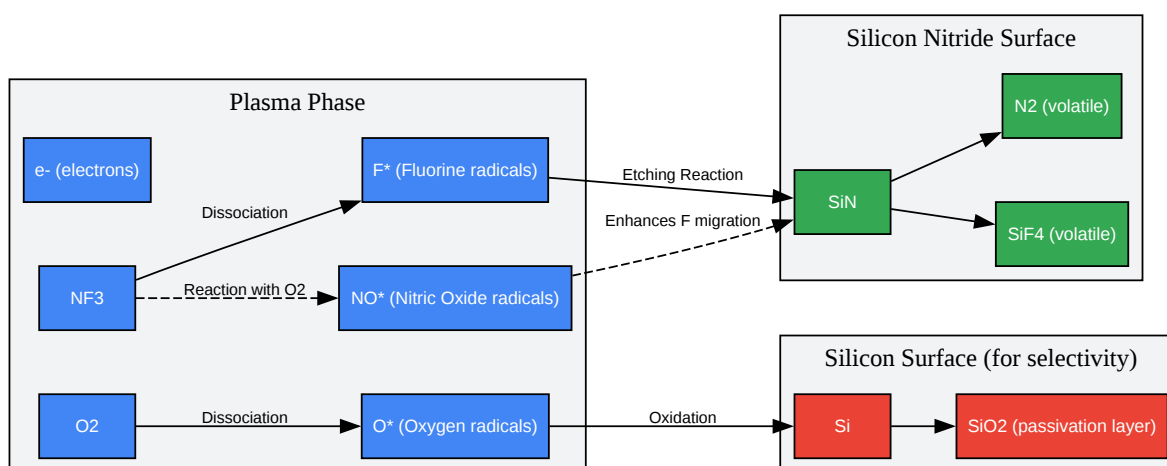 Silicon Nitride Surface
Plasma Phase
N2 (volatile)
e- (electrons)
F* (Fluorine radicals)
Etching Reaction
SiN
Dissociation
Enhances F migration
SiF4 (volatile)
NF3
Reaction with O2
NO* (Nitric Oxide radicals)
Silicon Surface (for selectivity)
O2
Dissociation
O* (Oxygen radicals)
Oxidation
Si
SiO2 (passivation layer)